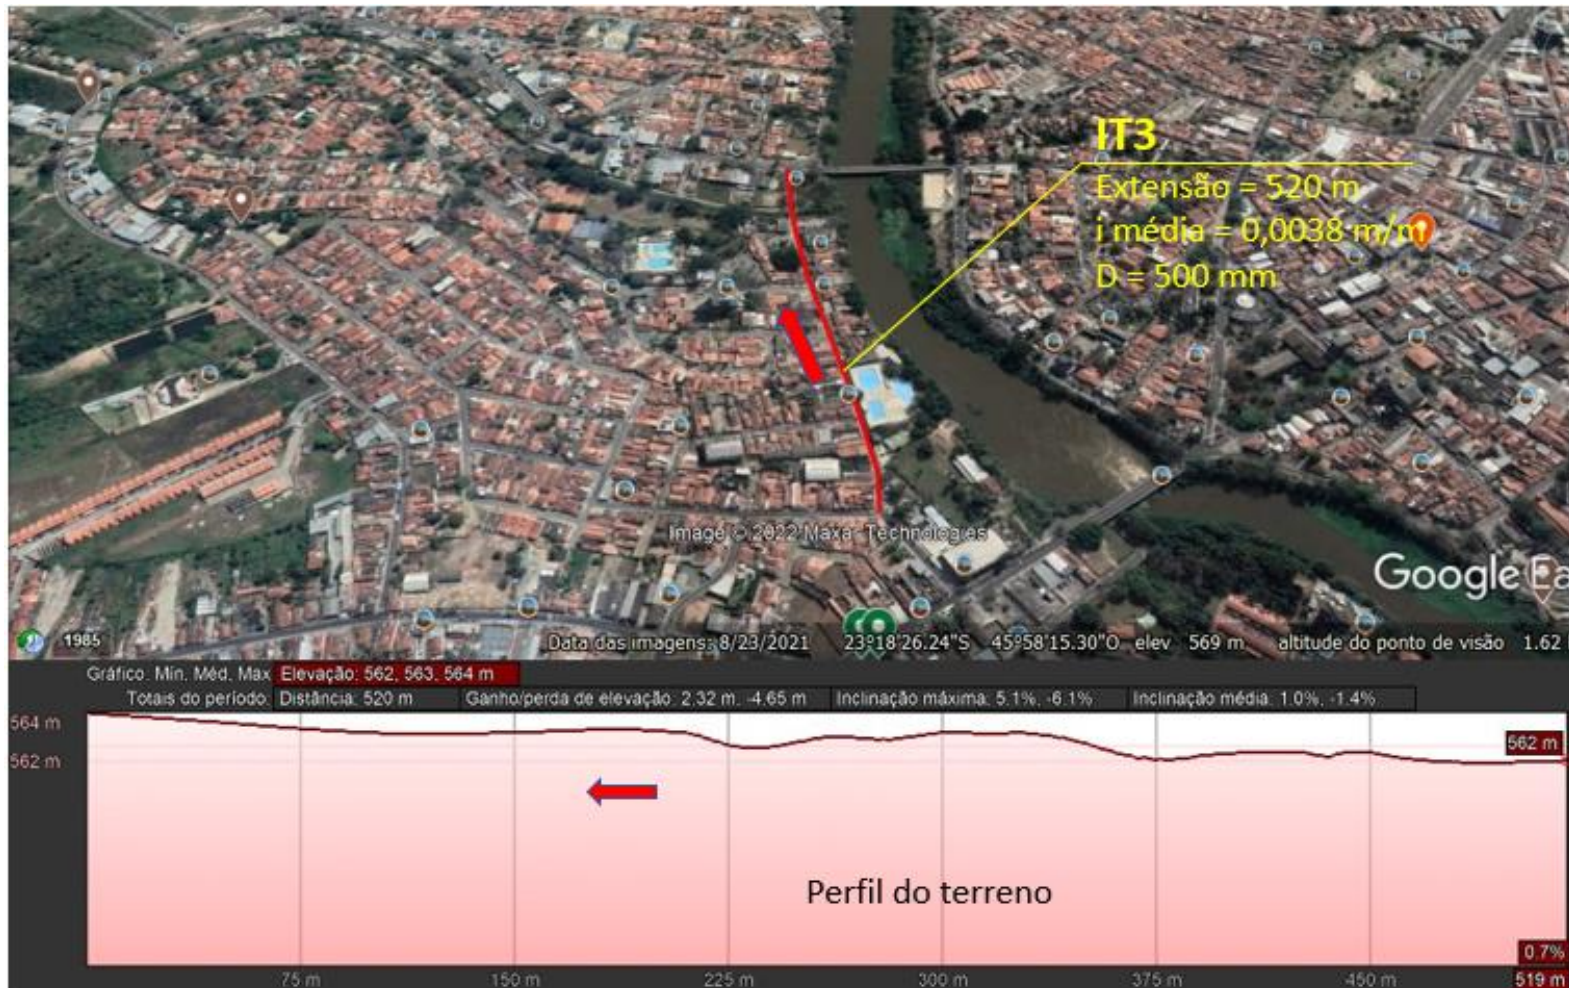 IT3
Extensão = 520 m
i média = 0,0038 m/m
D = 500 mm
Image © 2022 Maxar Technologies
Google Ea
1985
Data das imagens: 8/23/2021 23°18'26.24"S 45°58'15.30"O elev 569 m altitude do ponto de visão 1.62
Gráfico: Mín. Méd. Max Elevação: 562, 563, 564 m
Totais do período: Distância: 520 m Ganho/perda de elevação: 2.32 m, -4.65 m Inclinação máxima: 5.1%, -6.1% Inclinação média: 1.0%, -1.4%
564 m
562 m
562 m
Perfil do terreno
0.7%
75 m 150 m 225 m 300 m 375 m 450 m 519 m